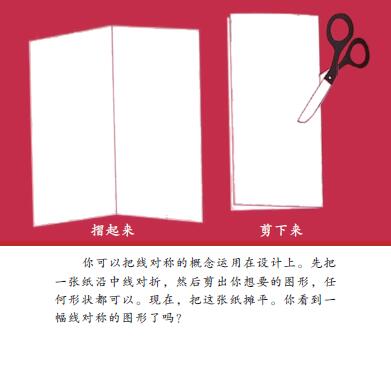 摺起来 剪下来
你可以把线对称的概念运用在设计上。先把
一张纸沿中线对折，然后剪出你想要的图形，任
何形状都可以。现在，把这张纸摊平。你看到一
幅线对称的图形了吗？